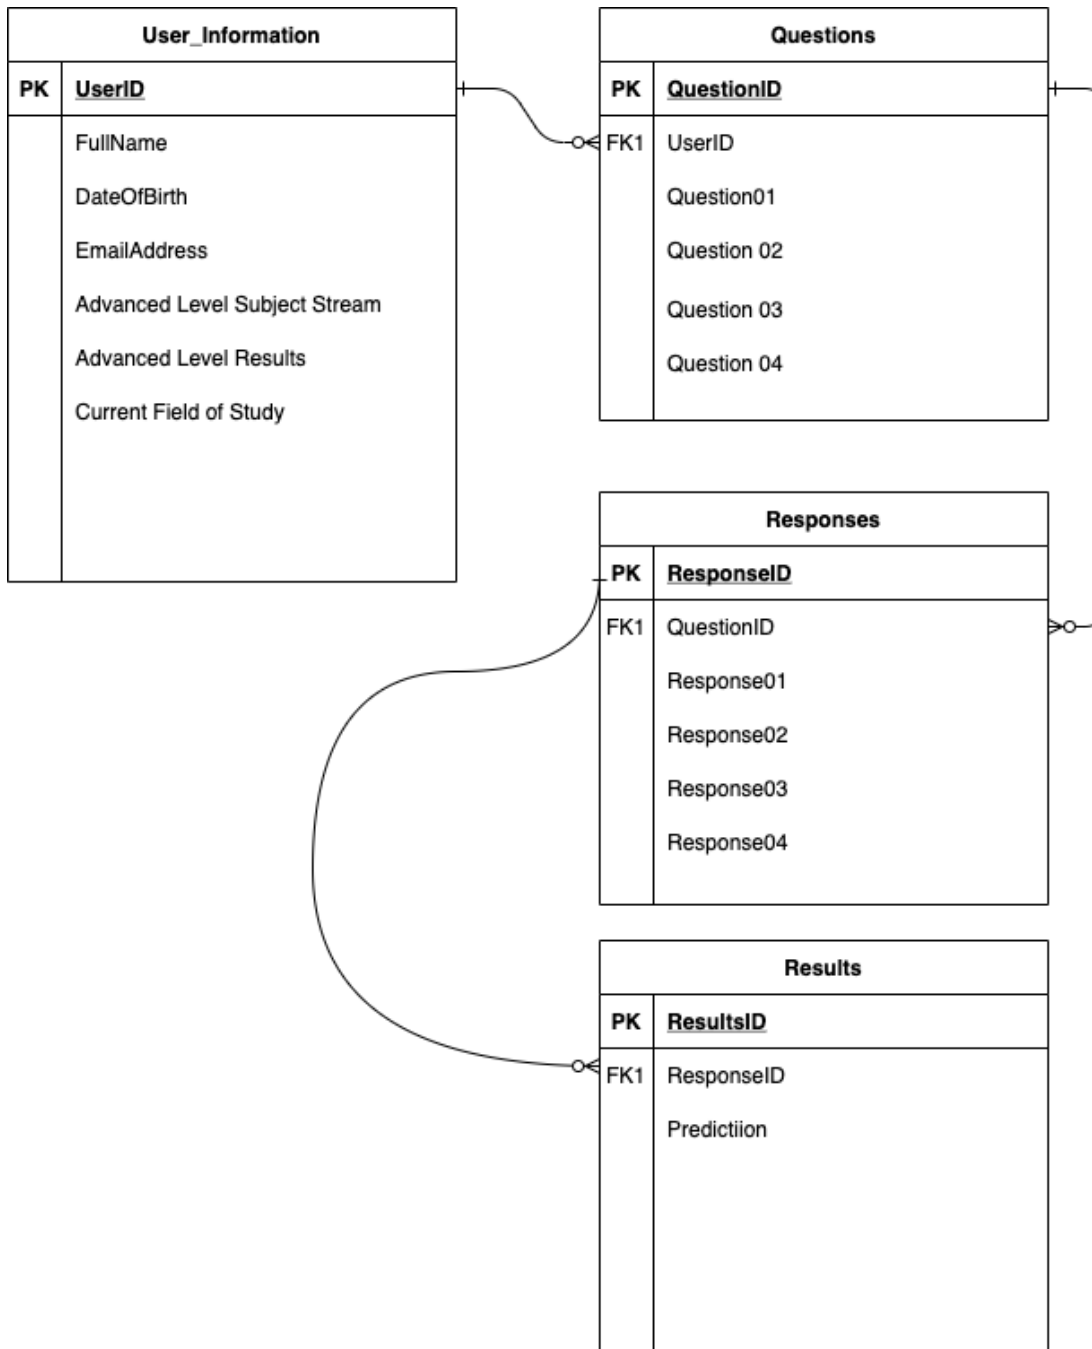 User_Information
PK UserID
FullName
DateOfBirth
EmailAddress
Advanced Level Subject Stream
Advanced Level Results
Current Field of Study
Questions
PK QuestionID
FK1 UserID
Question01
Question 02
Question 03
Question 04
Responses
PK ResponseID
FK1 QuestionID
Response01
Response02
Response03
Response04
Results
PK ResultsID
FK1 ResponseID
Predictiion